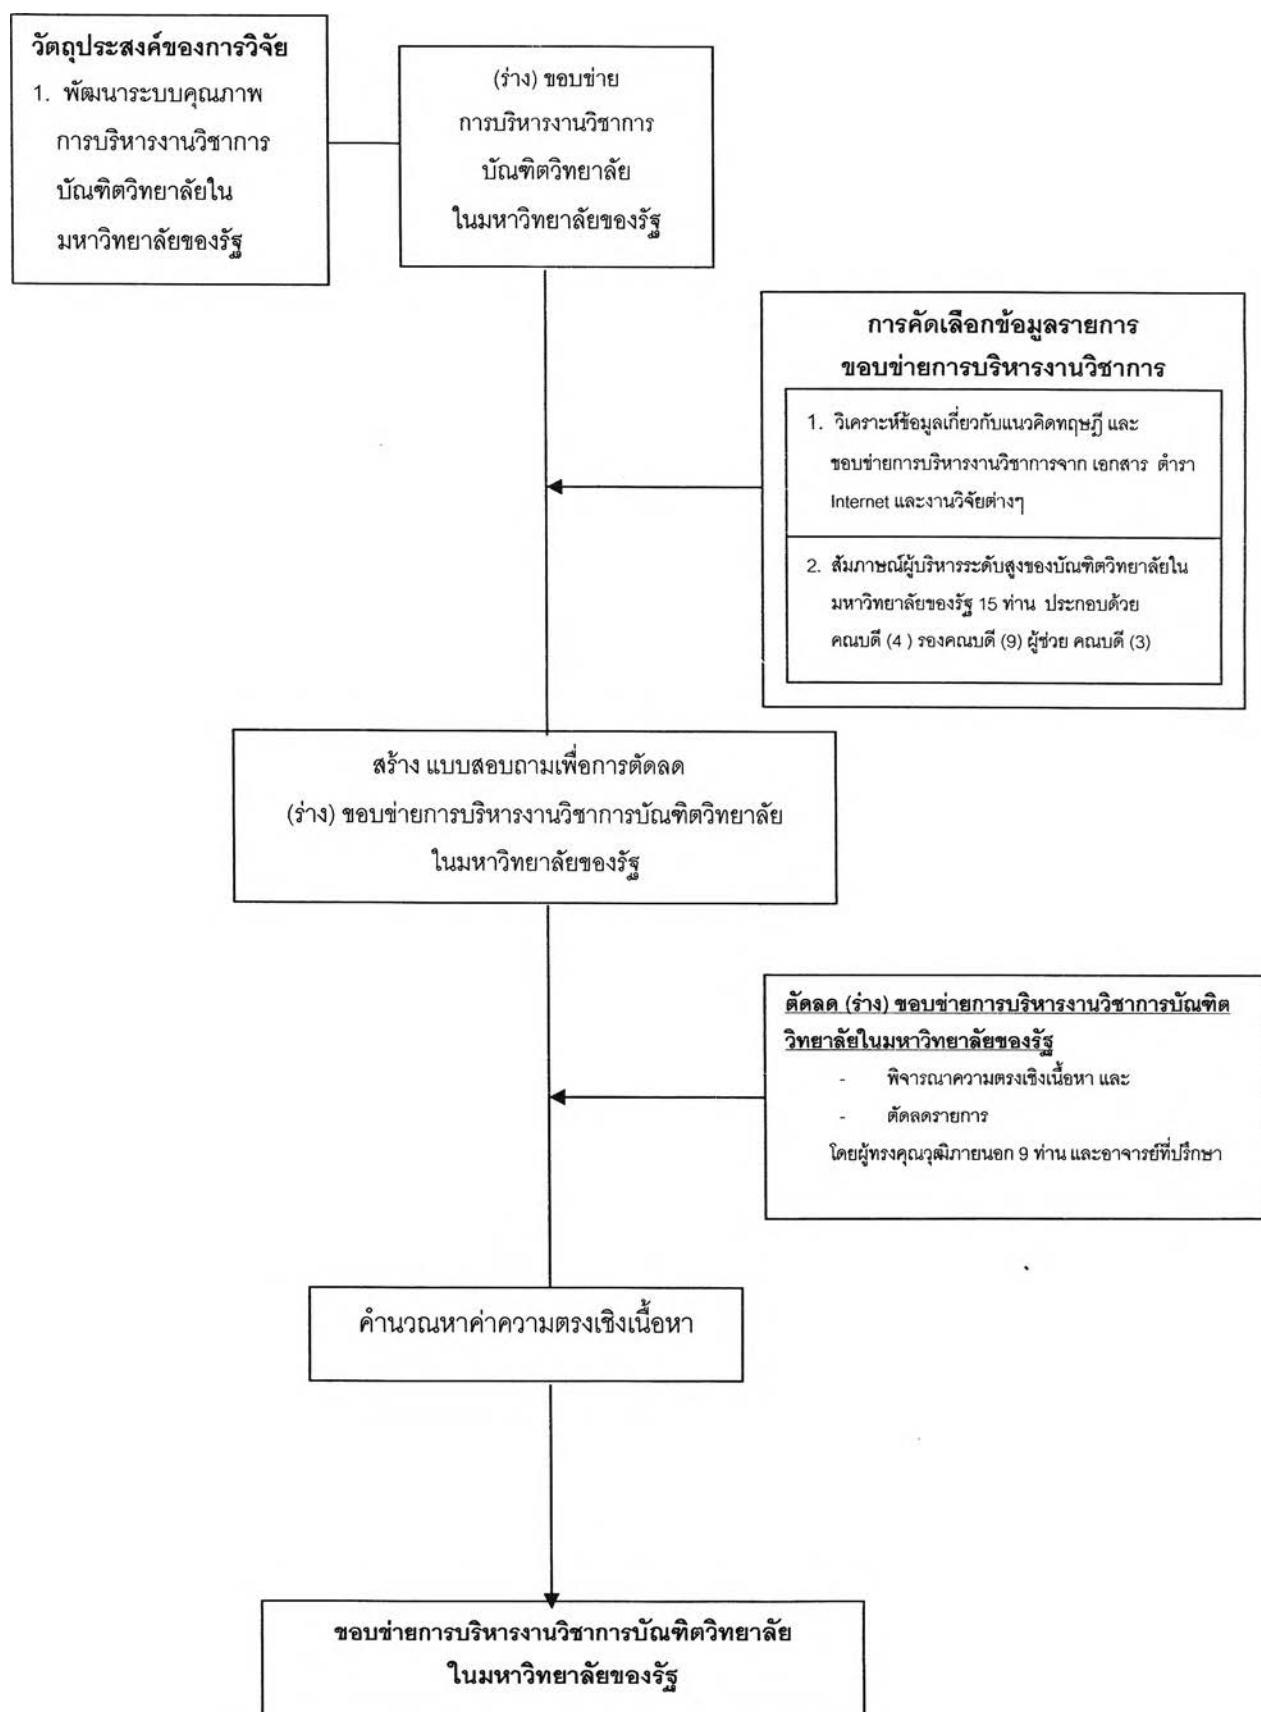 วัตถุประสงค์ของการวิจัย
1. พัฒนาระบบคุณภาพ
การบริหารงานวิชาการ
บัณฑิตวิทยาลัยใน
มหาวิทยาลัยของรัฐ
(ร่าง) ขอบข่าย
การบริหารงานวิชาการ
บัณฑิตวิทยาลัย
ในมหาวิทยาลัยของรัฐ
การคัดเลือกข้อมูลรายการ
ขอบข่ายการบริหารงานวิชาการ
1. วิเคราะห์ข้อมูลเกี่ยวกับแนวคิดทฤษฎี และ
ขอบข่ายการบริหารงานวิชาการจาก เอกสาร ตำรา
Internet และงานวิจัยต่างๆ
2. สัมภาษณ์ผู้บริหารระดับสูงของบัณฑิตวิทยาลัยใน
มหาวิทยาลัยของรัฐ 15 ท่าน ประกอบด้วย
คณบดี (4 ) รองคณบดี (9) ผู้ช่วย คณบดี (3)
สร้าง แบบสอบถามเพื่อการตัดลด
(ร่าง) ขอบข่ายการบริหารงานวิชาการบัณฑิตวิทยาลัย
ในมหาวิทยาลัยของรัฐ
ตัดลด (ร่าง) ขอบข่ายการบริหารงานวิชาการบัณฑิต
วิทยาลัยในมหาวิทยาลัยของรัฐ
- พิจารณาความตรงเชิงเนื้อหา และ
- ตัดลดรายการ
โดยผู้ทรงคุณวุฒิภายนอก 9 ท่าน และอาจารย์ที่ปรึกษา
คำนวณหาค่าความตรงเชิงเนื้อหา
ขอบข่ายการบริหารงานวิชาการบัณฑิตวิทยาลัย
ในมหาวิทยาลัยของรัฐ